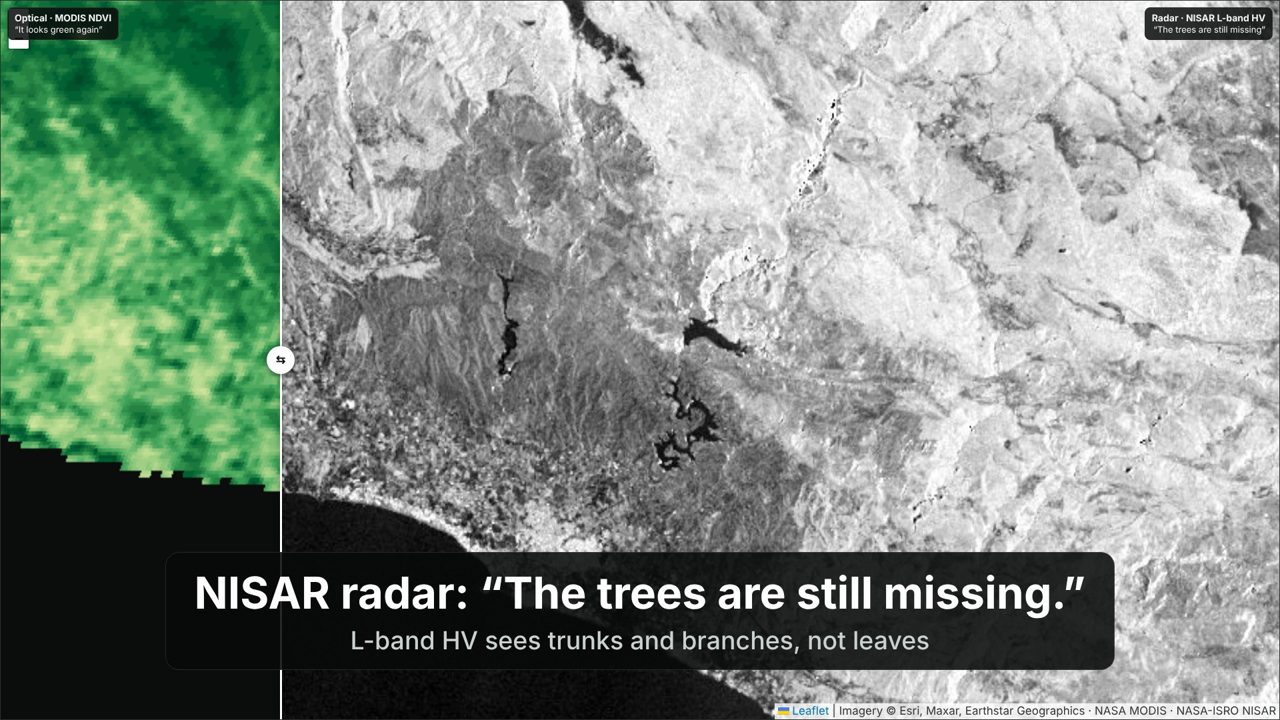 Optical · MODIS NDVI
“It looks green again”
Radar · NISAR L-band HV
“The trees are still missing”
⇆
NISAR radar: “The trees are still missing.”
L-band HV sees trunks and branches, not leaves
Leaflet | Imagery © Esri, Maxar, Earthstar Geographics · NASA MODIS · NASA-ISRO NISAR